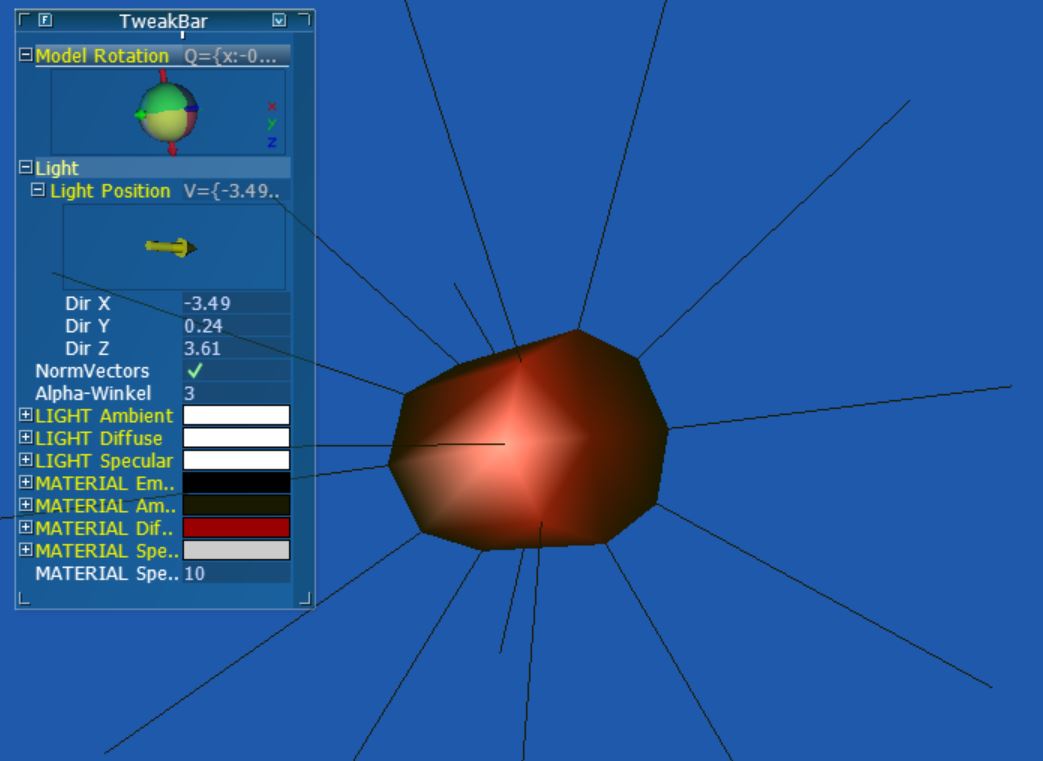 F TweakBar V
Model Rotation Q={x:-0...
x
y
z
Light
Light Position V={-3.49..
Dir X -3.49
Dir Y 0.24
Dir Z 3.61
NormVectors
Alpha-Winkel 3
LIGHT Ambient
LIGHT Diffuse
LIGHT Specular
MATERIAL Em..
MATERIAL Am..
MATERIAL Dif..
MATERIAL Spe..
MATERIAL Spe.. 10